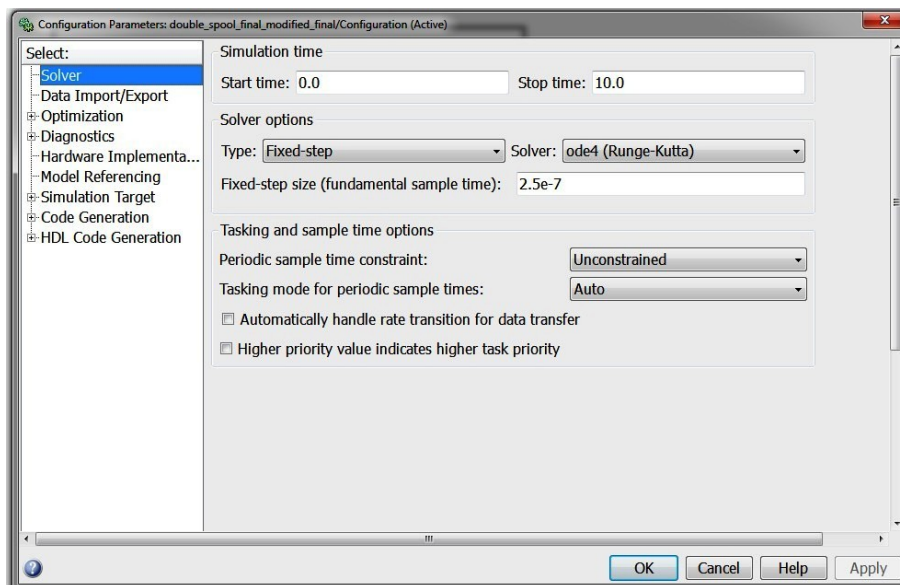 Configuration Parameters: double_spool_final_modified_final/Configuration (Active)
Select:
Solver
Data Import/Export
Optimization
Diagnostics
Hardware Implementa...
Model Referencing
Simulation Target
Code Generation
HDL Code Generation
Simulation time
Start time: 0.0 Stop time: 10.0
Solver options
Type: Fixed-step Solver: ode4 (Runge-Kutta)
Fixed-step size (fundamental sample time): 2.5e-7
Tasking and sample time options
Periodic sample time constraint: Unconstrained
Tasking mode for periodic sample times: Auto
Automatically handle rate transition for data transfer
Higher priority value indicates higher task priority
OK Cancel Help Apply